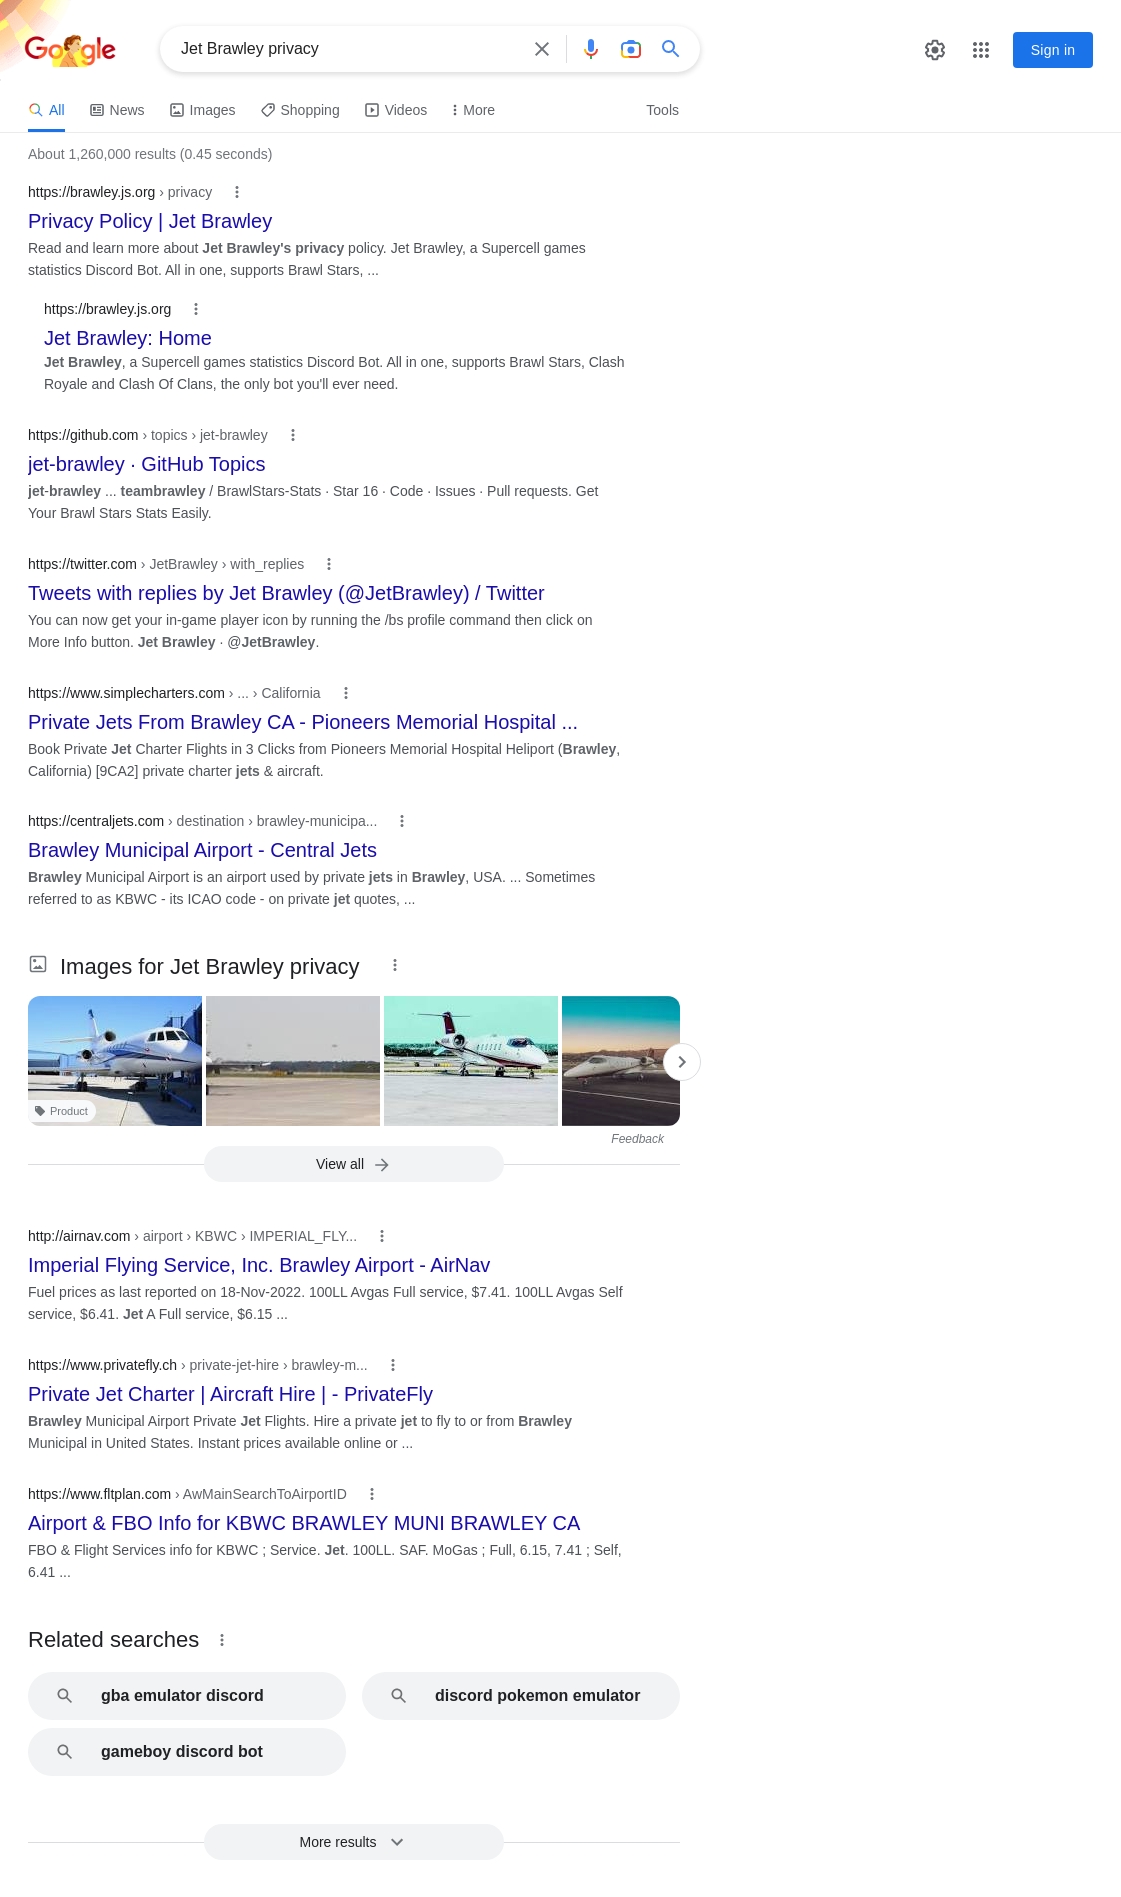 Google
Jet Brawley privacy
Sign in
All
News
Images
Shopping
Videos
More
Tools
About 1,260,000 results (0.45 seconds)
https://brawley.js.org › privacy
Privacy Policy | Jet Brawley
Read and learn more about Jet Brawley's privacy policy. Jet Brawley, a Supercell games
statistics Discord Bot. All in one, supports Brawl Stars, ...
https://brawley.js.org
Jet Brawley: Home
Jet Brawley, a Supercell games statistics Discord Bot. All in one, supports Brawl Stars, Clash
Royale and Clash Of Clans, the only bot you'll ever need.
https://github.com › topics › jet-brawley
jet-brawley · GitHub Topics
jet-brawley ... teambrawley / BrawlStars-Stats · Star 16 · Code · Issues · Pull requests. Get
Your Brawl Stars Stats Easily.
https://twitter.com › JetBrawley › with_replies
Tweets with replies by Jet Brawley (@JetBrawley) / Twitter
You can now get your in-game player icon by running the /bs profile command then click on
More Info button. Jet Brawley · @JetBrawley.
https://www.simplecharters.com › ... › California
Private Jets From Brawley CA - Pioneers Memorial Hospital ...
Book Private Jet Charter Flights in 3 Clicks from Pioneers Memorial Hospital Heliport (Brawley,
California) [9CA2] private charter jets & aircraft.
https://centraljets.com › destination › brawley-municipa...
Brawley Municipal Airport - Central Jets
Brawley Municipal Airport is an airport used by private jets in Brawley, USA. ... Sometimes
referred to as KBWC - its ICAO code - on private jet quotes, ...
Images for Jet Brawley privacy
Product
Feedback
View all
http://airnav.com › airport › KBWC › IMPERIAL_FLY...
Imperial Flying Service, Inc. Brawley Airport - AirNav
Fuel prices as last reported on 18-Nov-2022. 100LL Avgas Full service, $7.41. 100LL Avgas Self
service, $6.41. Jet A Full service, $6.15 ...
https://www.privatefly.ch › private-jet-hire › brawley-m...
Private Jet Charter | Aircraft Hire | - PrivateFly
Brawley Municipal Airport Private Jet Flights. Hire a private jet to fly to or from Brawley
Municipal in United States. Instant prices available online or ...
https://www.fltplan.com › AwMainSearchToAirportID
Airport & FBO Info for KBWC BRAWLEY MUNI BRAWLEY CA
FBO & Flight Services info for KBWC ; Service. Jet. 100LL. SAF. MoGas ; Full, 6.15, 7.41 ; Self,
6.41 ...
Related searches
gba emulator discord
discord pokemon emulator
gameboy discord bot
More results